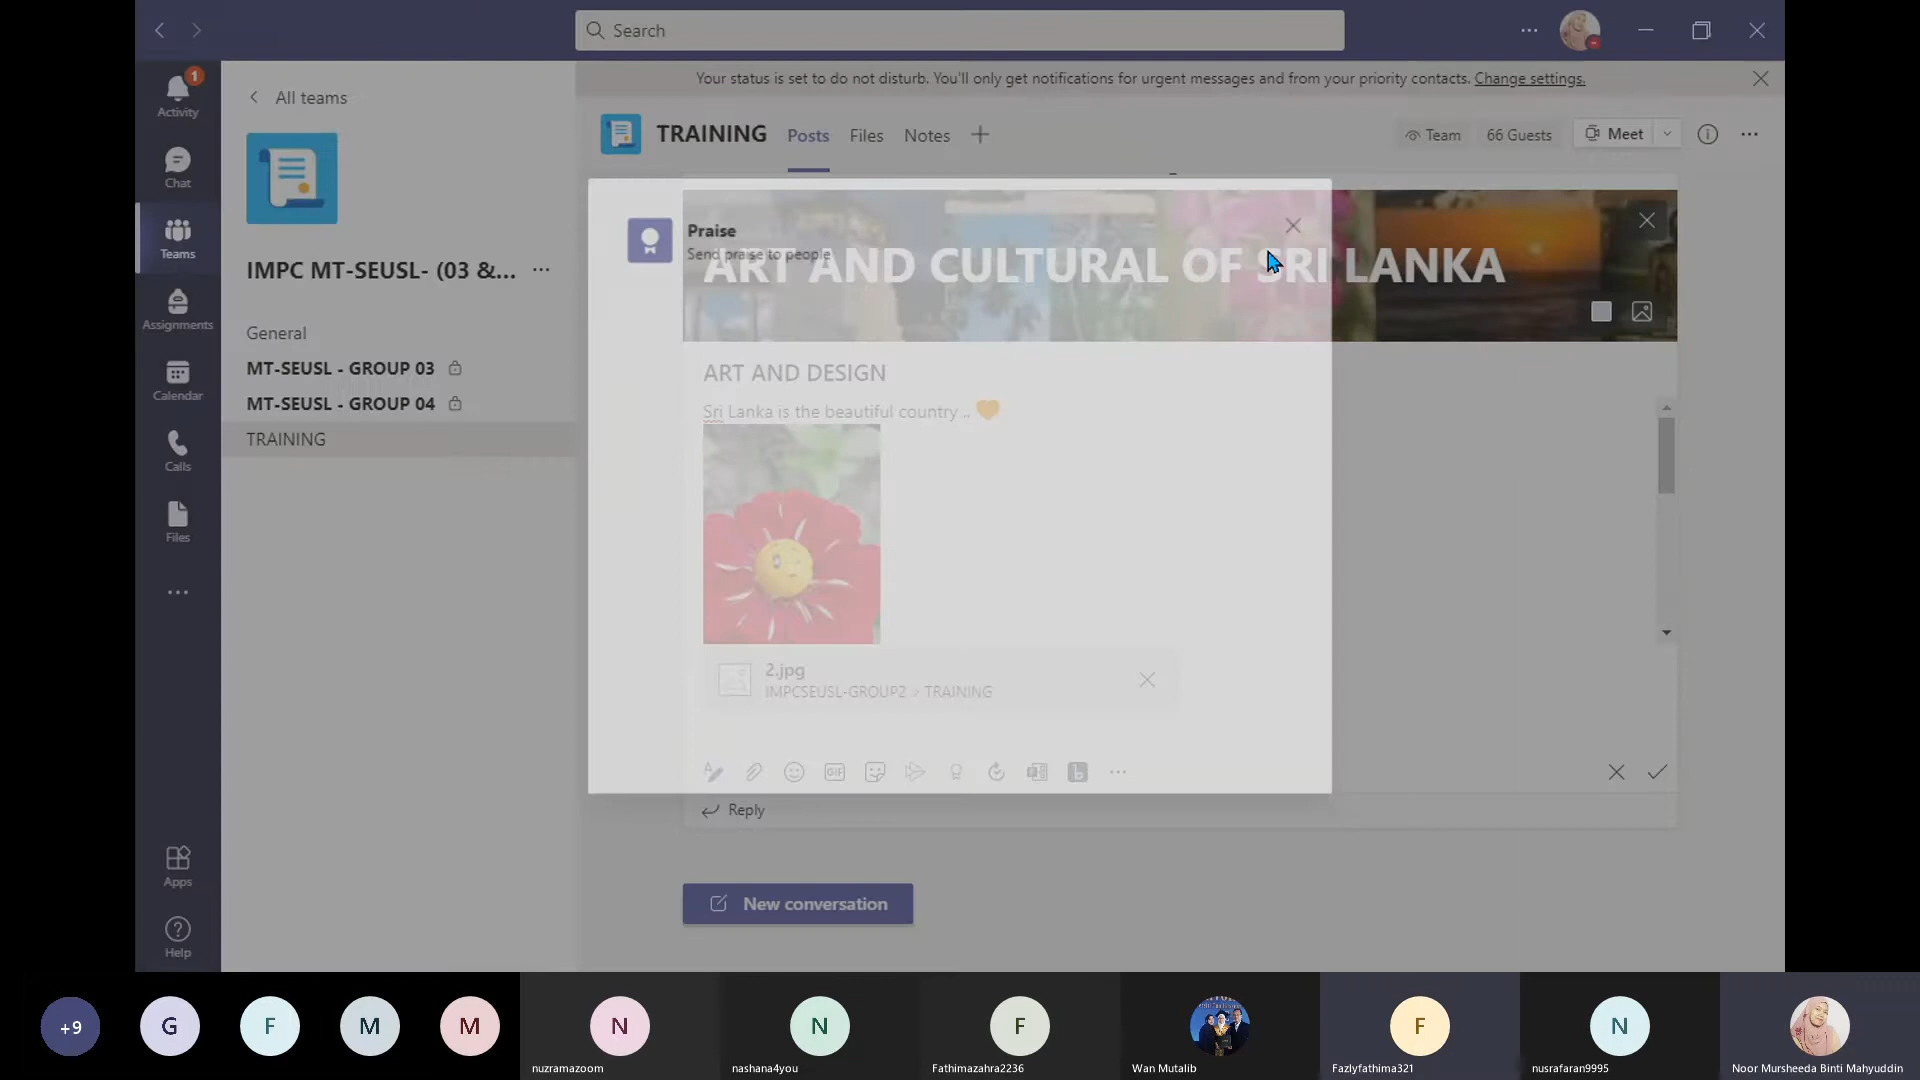 Search
Your status is set to do not disturb. You'll only get notifications for urgent messages and from your priority contacts. Change settings.
1
Activity
Chat
Teams
Assignments
Calendar
Calls
Files
Apps
Help
All teams
IMPC MT-SEUSL- (03 &...
General
MT-SEUSL - GROUP 03
MT-SEUSL - GROUP 04
TRAINING
TRAINING Posts Files Notes
Team 66 Guests Meet
Praise
Send praise to people
ART AND CULTURAL OF SRI LANKA
ART AND DESIGN
Sri Lanka is the beautiful country ..
2.jpg
IMPCSEUSL-GROUP2 > TRAINING
GIF
Reply
New conversation
+9 G F M M N N F F N
nuzramazoom
nashana4you
Fathimazahra2236
Wan Mutalib
Fazlyfathima321
nusrafaran9995
Noor Mursheeda Binti Mahyuddin